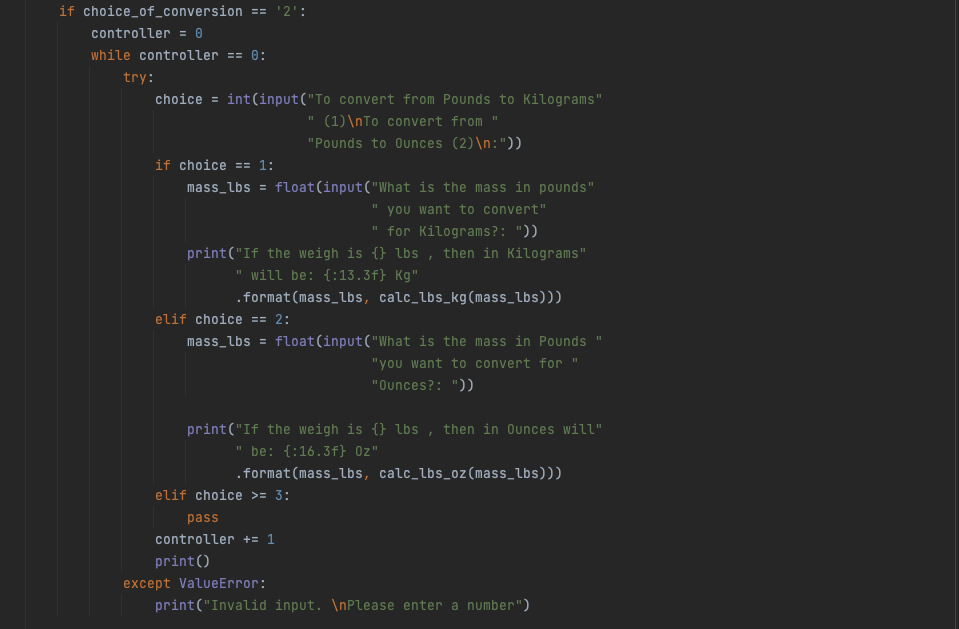 if choice_of_conversion == '2':
    controller = 0
    while controller == 0:
        try:
            choice = int(input("To convert from Pounds to Kilograms"
                               " (1)\nTo convert from "
                               "Pounds to Ounces (2)\n:"))
            if choice == 1:
                mass_lbs = float(input("What is the mass in pounds"
                                       " you want to convert"
                                       " for Kilograms?: "))
                print("If the weigh is {} lbs , then in Kilograms"
                      " will be: {:13.3f} Kg"
                      .format(mass_lbs, calc_lbs_kg(mass_lbs)))
            elif choice == 2:
                mass_lbs = float(input("What is the mass in Pounds "
                                       "you want to convert for "
                                       "Ounces?: "))

                print("If the weigh is {} lbs , then in Ounces will"
                      " be: {:16.3f} Oz"
                      .format(mass_lbs, calc_lbs_oz(mass_lbs)))
            elif choice >= 3:
                pass
            controller += 1
            print()
        except ValueError:
            print("Invalid input. \nPlease enter a number")